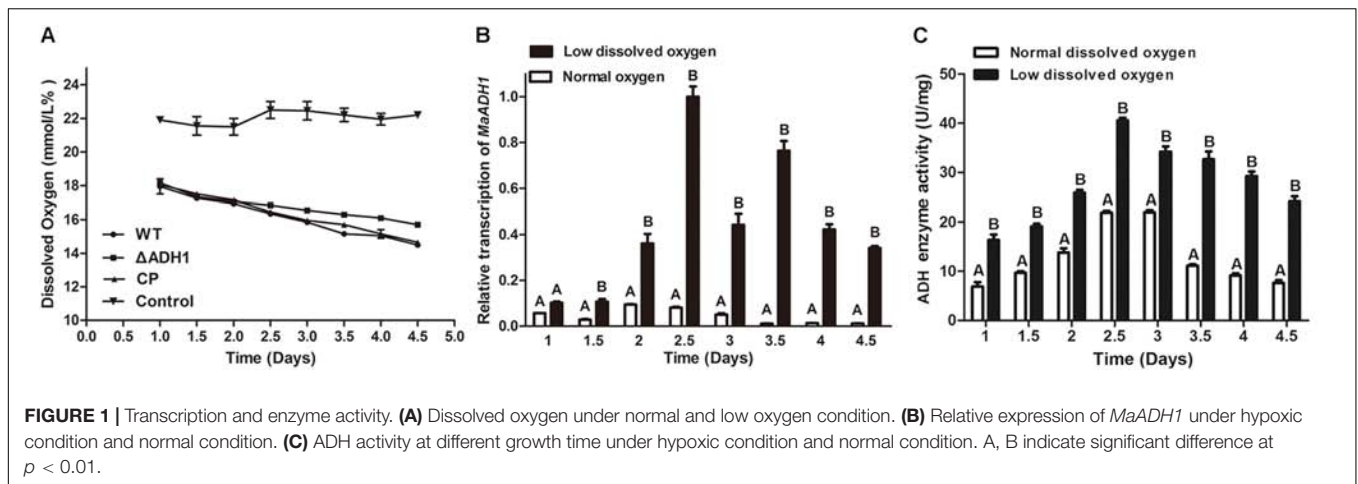 A
Dissolved Oxygen (mmol/L%)
24
22
20
18
16
14
12
10
WT
ΔADH1
CP
Control
0.0 0.5 1.0 1.5 2.0 2.5 3.0 3.5 4.0 4.5 5.0
Time (Days)
B
Low dissolved oxygen
Normal oxygen
Relative transcription of MaADH1
1.0
0.8
0.6
0.4
0.2
0.0
A A A B A B A B A B A B A B A B
1 1.5 2 2.5 3 3.5 4 4.5
Time (Days)
C
Normal dissolved oxygen
Low dissolved oxygen
ADH enzyme activity (U/mg)
50
40
30
20
10
0
A B A B A B A B A B A B A B A B
1 1.5 2 2.5 3 3.5 4 4.5
Time (Days)
FIGURE 1 | Transcription and enzyme activity. (A) Dissolved oxygen under normal and low oxygen condition. (B) Relative expression of MaADH1 under hypoxic
condition and normal condition. (C) ADH activity at different growth time under hypoxic condition and normal condition. A, B indicate significant difference at
p < 0.01.